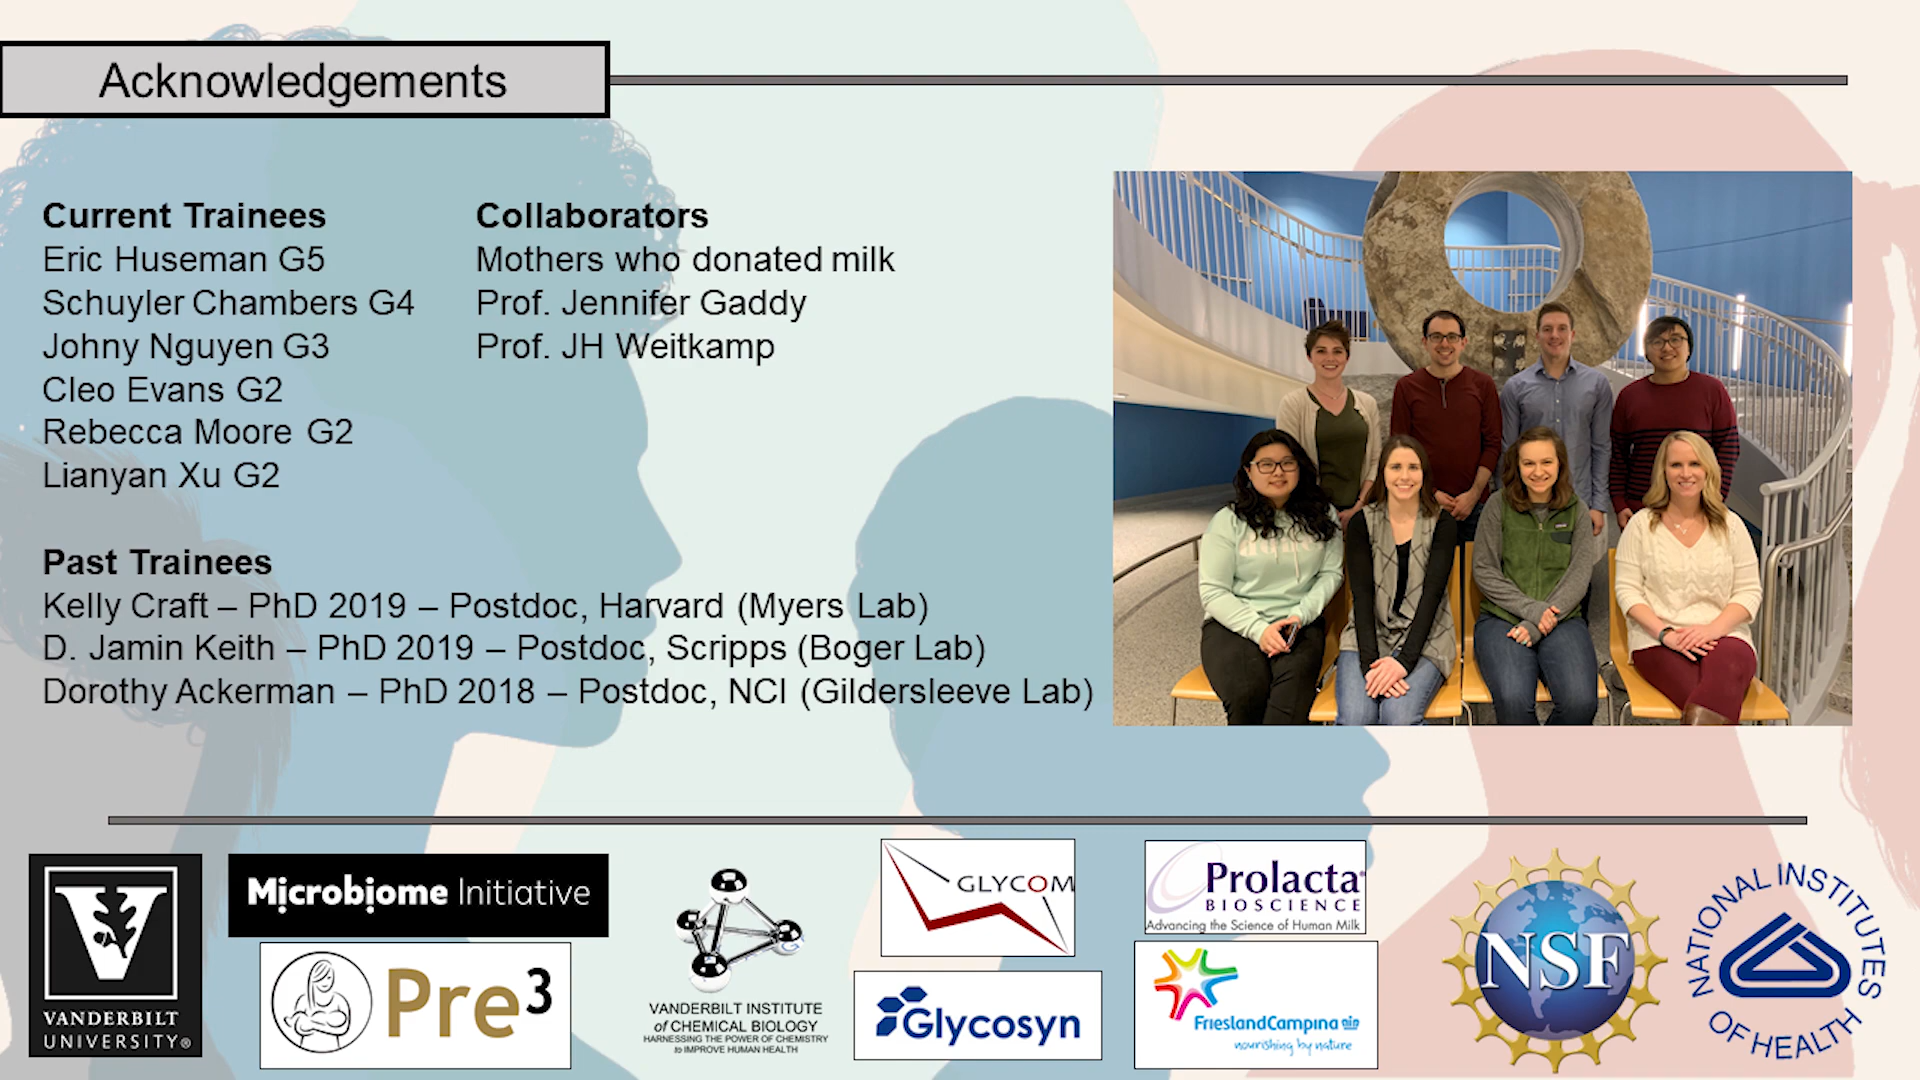 Acknowledgements
Current Trainees
Eric Huseman G5
Schuyler Chambers G4
Johny Nguyen G3
Cleo Evans G2
Rebecca Moore G2
Lianyan Xu G2
Collaborators
Mothers who donated milk
Prof. Jennifer Gaddy
Prof. JH Weitkamp
Past Trainees
Kelly Craft – PhD 2019 – Postdoc, Harvard (Myers Lab)
D. Jamin Keith – PhD 2019 – Postdoc, Scripps (Boger Lab)
Dorothy Ackerman – PhD 2018 – Postdoc, NCI (Gildersleeve Lab)
V
VANDERBILT
UNIVERSITY®
Microbiome Initiative
Pre³
VANDERBILT INSTITUTE
of CHEMICAL BIOLOGY
HARNESSING THE POWER OF CHEMISTRY
to IMPROVE HUMAN HEALTH
GLYCOM
Glycosyn
Prolacta®
BIOSCIENCE
Advancing the Science of Human Milk
FrieslandCampina
nourishing by nature
NSF
NATIONAL INSTITUTES
OF HEALTH